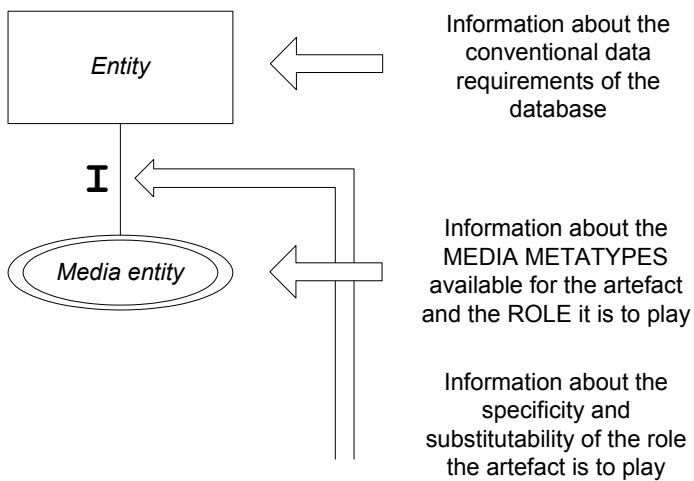 Entity
Information about the
conventional data
requirements of the
database
I
Media entity
Information about the
MEDIA METATYPES
available for the artefact
and the ROLE it is to play
Information about the
specificity and
substitutability of the role
the artefact is to play